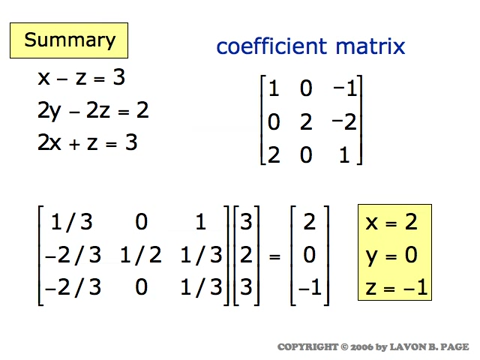 Summary
coefficient matrix
x – z = 3
2y – 2z = 2
2x + z = 3
1 0 –1
0 2 –2
2 0 1
1/3 0 1 3 2
–2/3 1/2 1/3 2 = 0
–2/3 0 1/3 3 –1
x = 2
y = 0
z = –1
COPYRIGHT © 2006 by LAVON B. PAGE